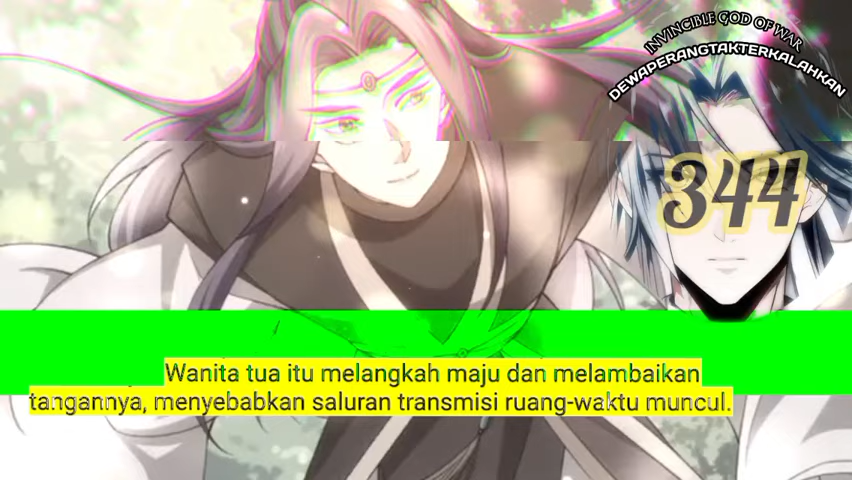 INVINCIBLE GOD OF WAR
DEWAPERANGTAKTERKALAHKAN
344
Wanita tua itu melangkah maju dan melambaikan
tangannya, menyebabkan saluran transmisi ruang-waktu muncul.